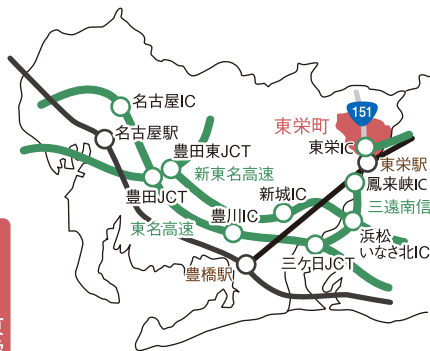 151
名古屋IC
東栄町
名古屋駅
東栄IC
豊田東JCT
東栄駅
新東名高速
鳳来峡IC
豊田JCT
新城IC
三遠南信
豊川IC
東名高速
浜松
いなさ北IC
三ケ日JCT
豊橋駅